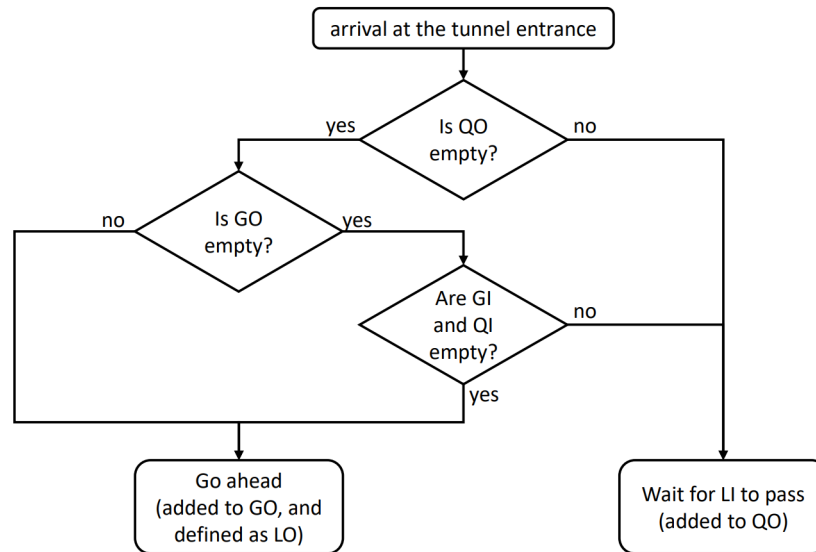 arrival at the tunnel entrance
yes
Is QO
empty?
no
no
Is GO
empty?
yes
Are GI
and QI
empty?
no
yes
Go ahead
(added to GO, and
defined as LO)
Wait for LI to pass
(added to QO)